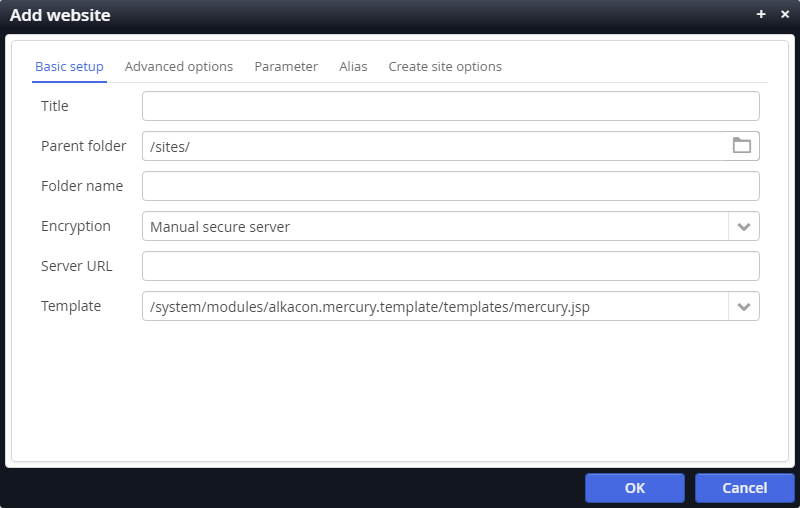 Add website
Basic setup Advanced options Parameter Alias Create site options
Title
Parent folder /sites/
Folder name
Encryption Manual secure server
Server URL
Template /system/modules/alkacon.mercury.template/templates/mercury.jsp
OK Cancel